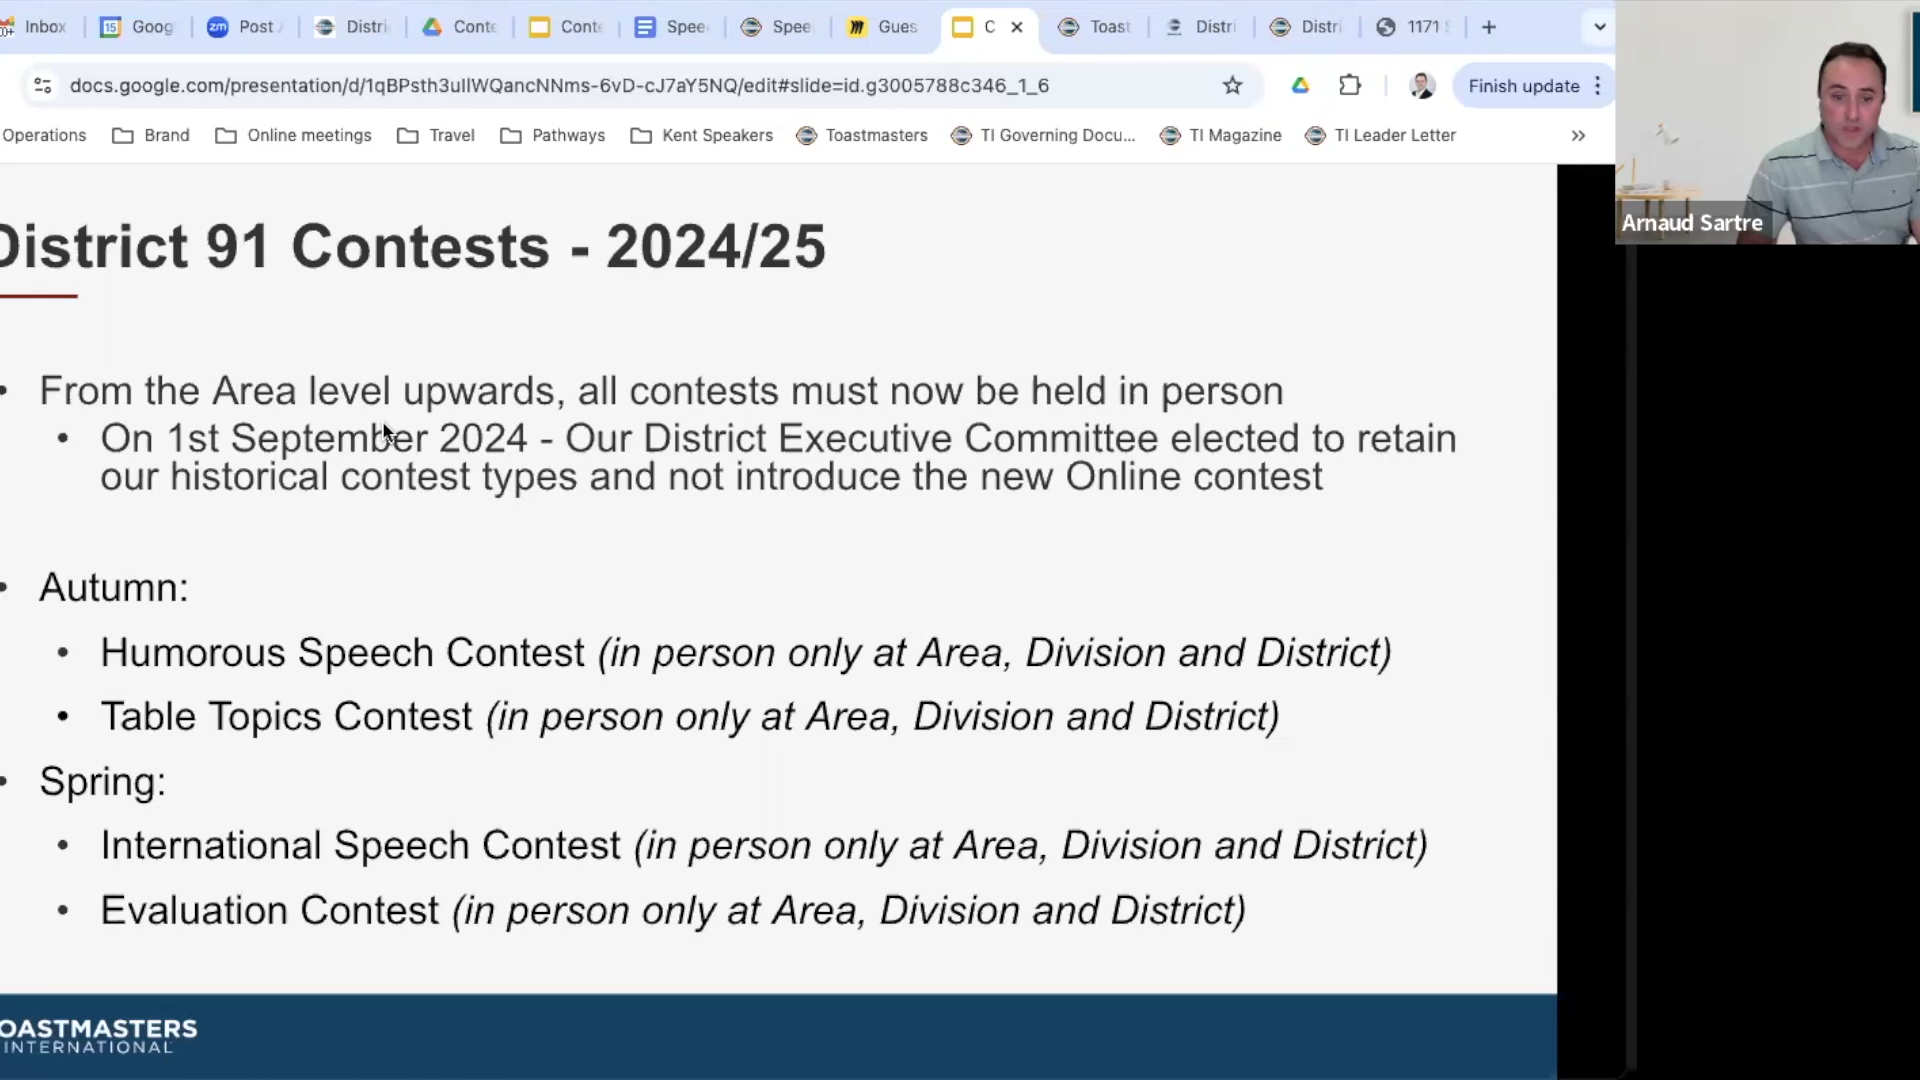 Inbox
15 Goog
zm Post
Distri
Conte
Conte
Spee
Spee
Gues
C
Toast
Distri
Distri
1171
docs.google.com/presentation/d/1qBPsth3ullWQancNNms-6vD-cJ7aY5NQ/edit#slide=id.g3005788c346_1_6
Finish update
Operations
Brand
Online meetings
Travel
Pathways
Kent Speakers
Toastmasters
TI Governing Docu...
TI Magazine
TI Leader Letter
Arnaud Sartre
District 91 Contests - 2024/25
• From the Area level upwards, all contests must now be held in person
• On 1st September 2024 - Our District Executive Committee elected to retain
our historical contest types and not introduce the new Online contest
• Autumn:
• Humorous Speech Contest (in person only at Area, Division and District)
• Table Topics Contest (in person only at Area, Division and District)
• Spring:
• International Speech Contest (in person only at Area, Division and District)
• Evaluation Contest (in person only at Area, Division and District)
OASTMASTERS
INTERNATIONAL